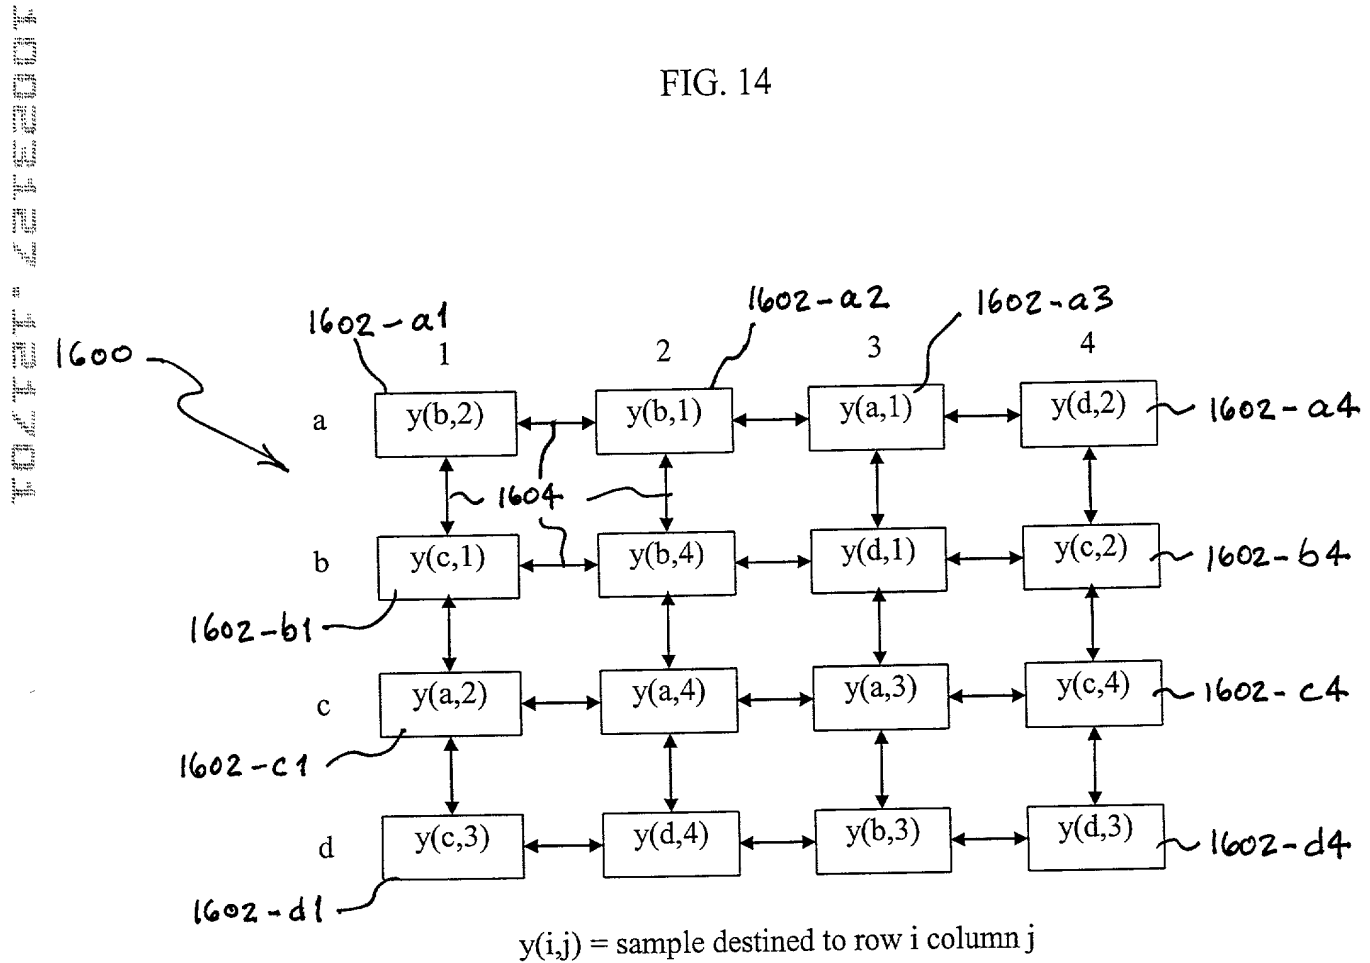 10023127.121701
FIG. 14
1602-a1
1602-a2
1602-a3
1600
1 2 3 4
a y(b,2) y(b,1) y(a,1) y(d,2) 1602-a4
1604
b y(c,1) y(b,4) y(d,1) y(c,2) 1602-b4
1602-b1
c y(a,2) y(a,4) y(a,3) y(c,4) 1602-c4
1602-c1
d y(c,3) y(d,4) y(b,3) y(d,3) 1602-d4
1602-d1
y(i,j) = sample destined to row i column j